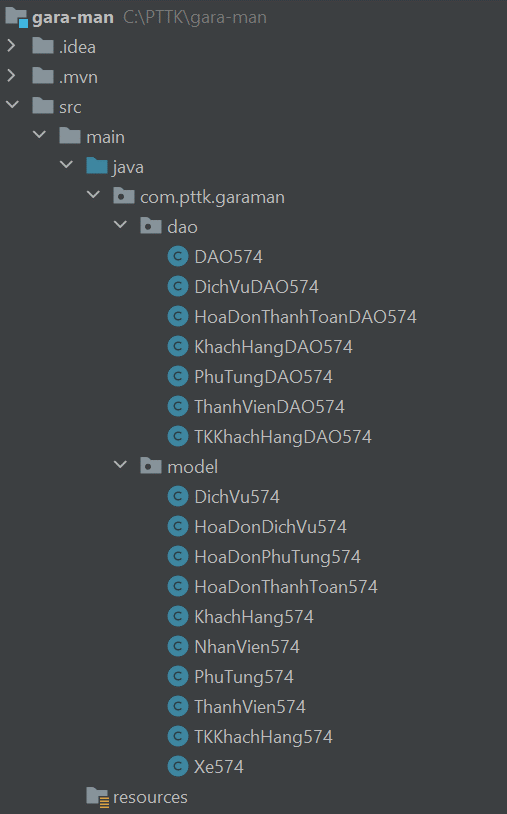 gara-man C:\PTTK\gara-man
.idea
.mvn
src
main
java
com.pttk.garaman
dao
DAO574
DichVuDAO574
HoaDonThanhToanDAO574
KhachHangDAO574
PhuTungDAO574
ThanhVienDAO574
TKKhachHangDAO574
model
DichVu574
HoaDonDichVu574
HoaDonPhuTung574
HoaDonThanhToan574
KhachHang574
NhanVien574
PhuTung574
ThanhVien574
TKKhachHang574
Xe574
resources